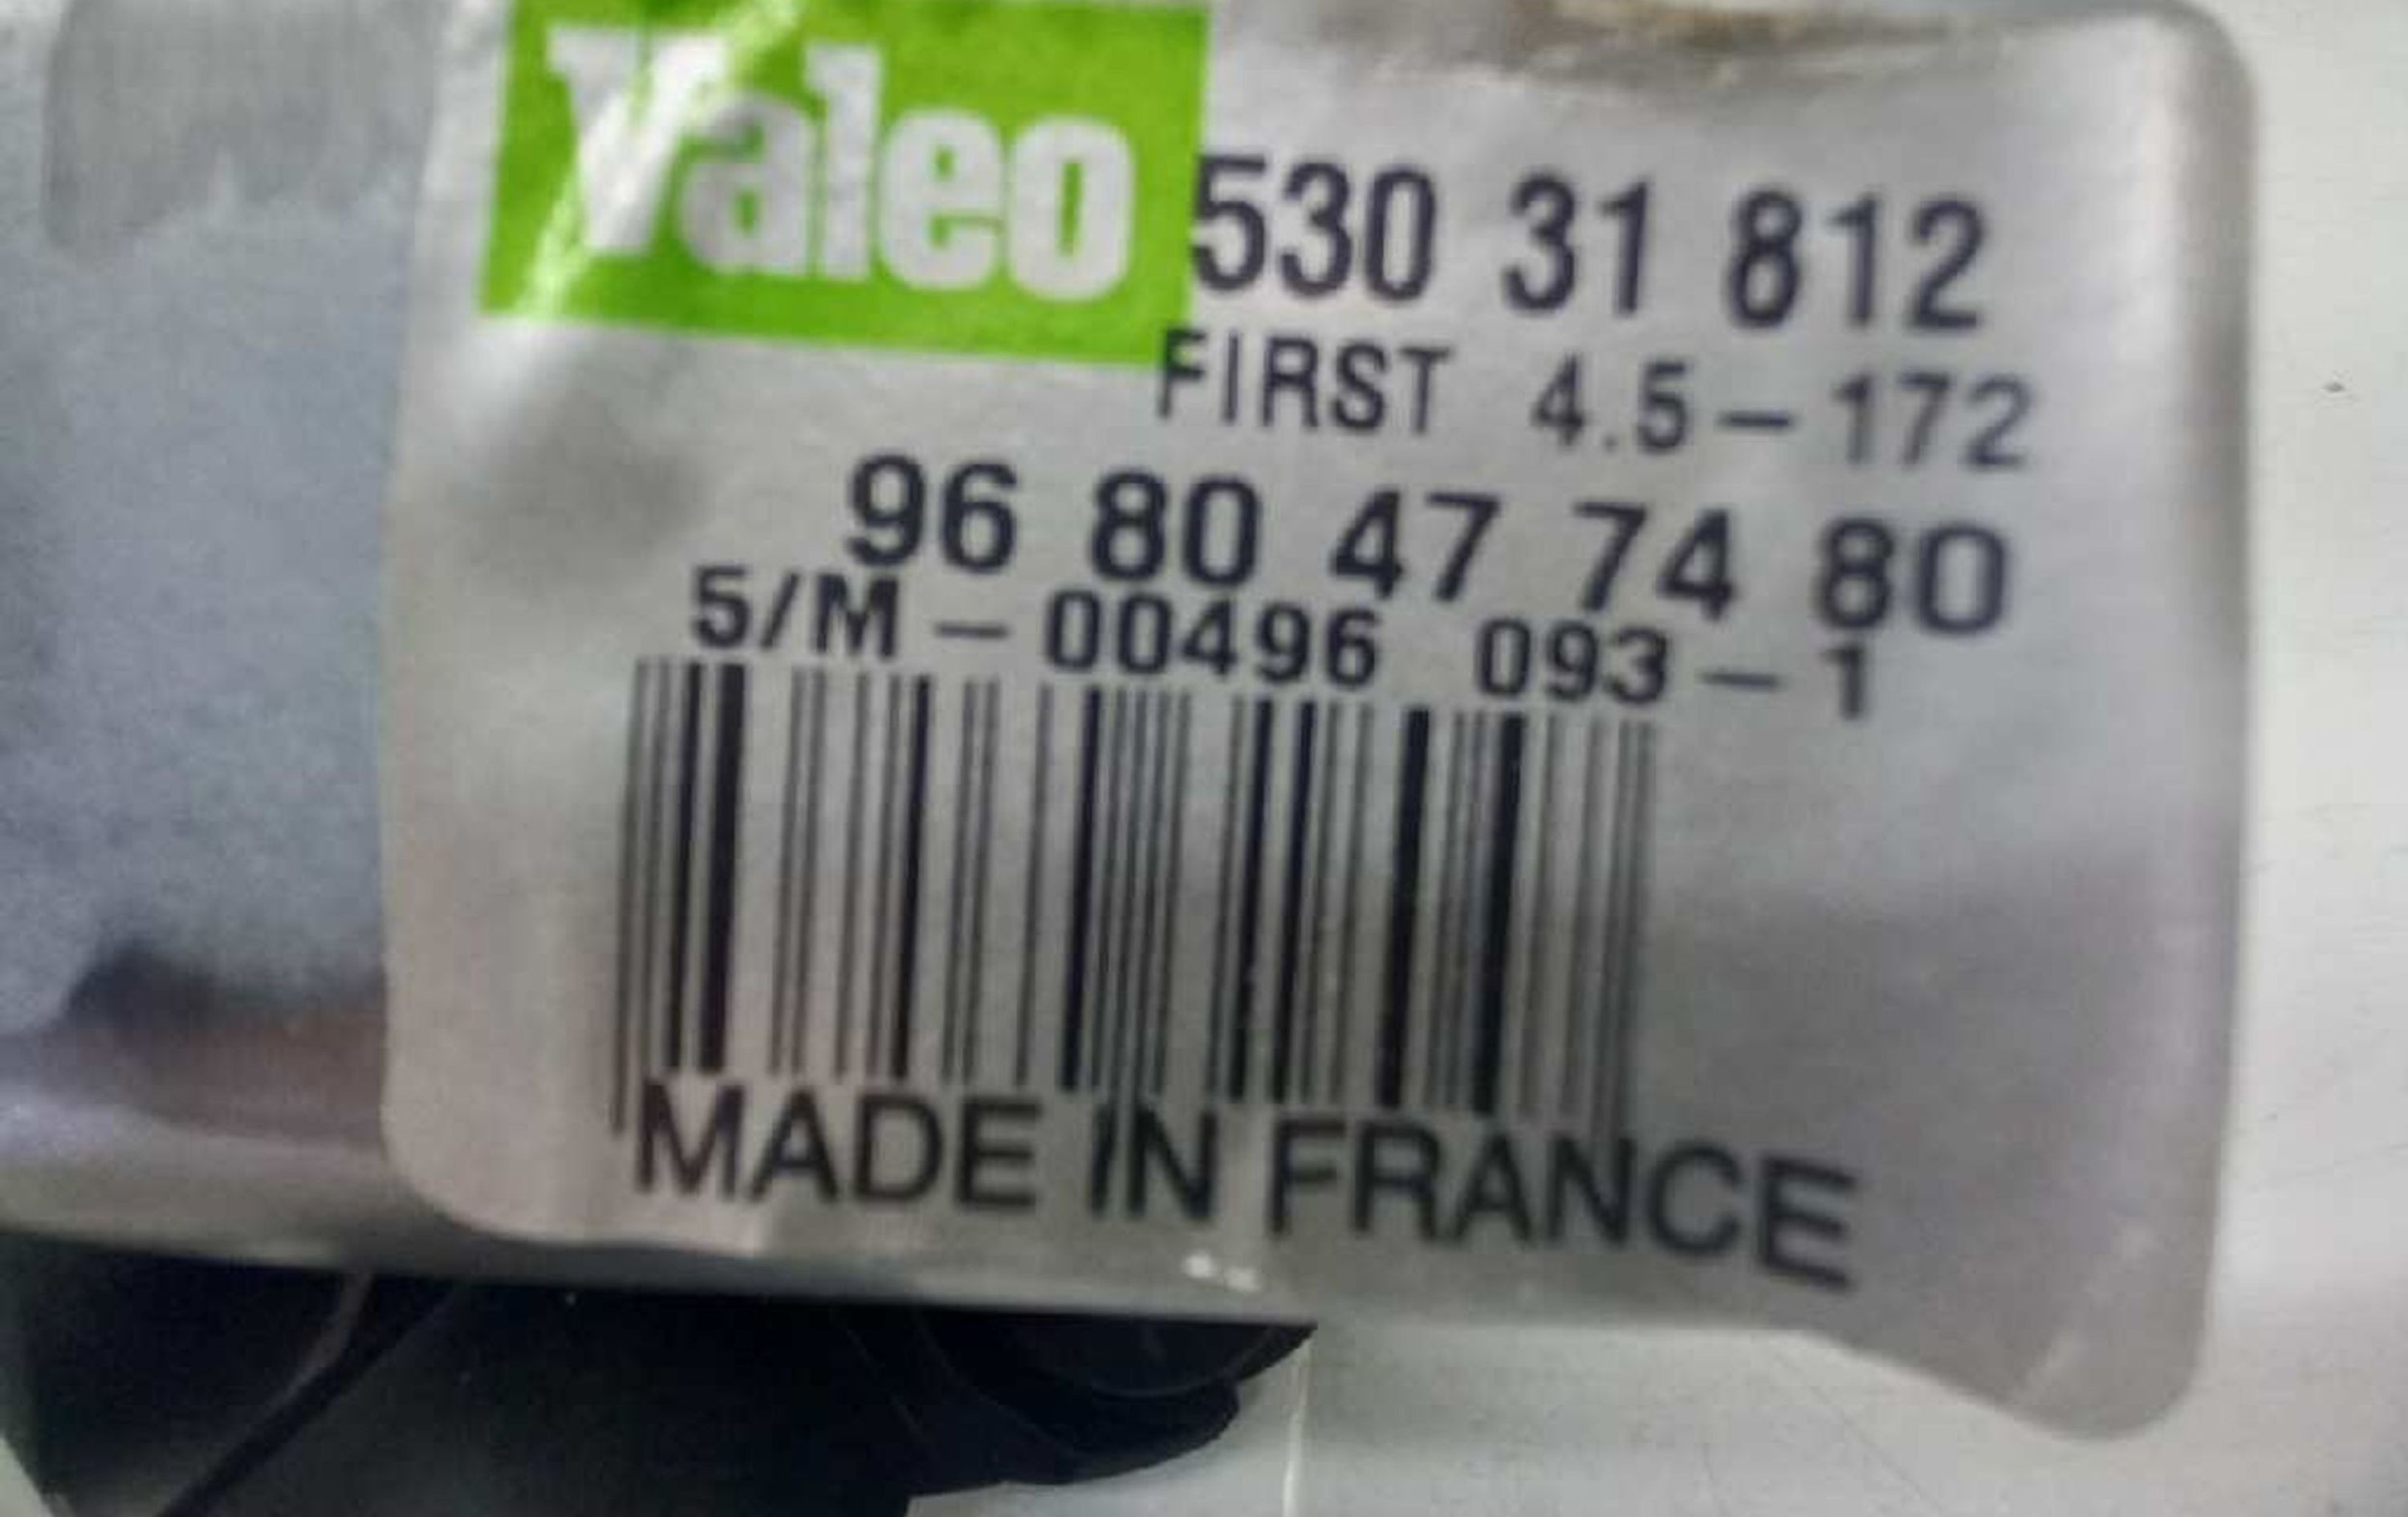 Valeo
530 31 812
FIRST 4.5-172
96 80 47 74 80
5/M-00496 093-1
MADE IN FRANCE